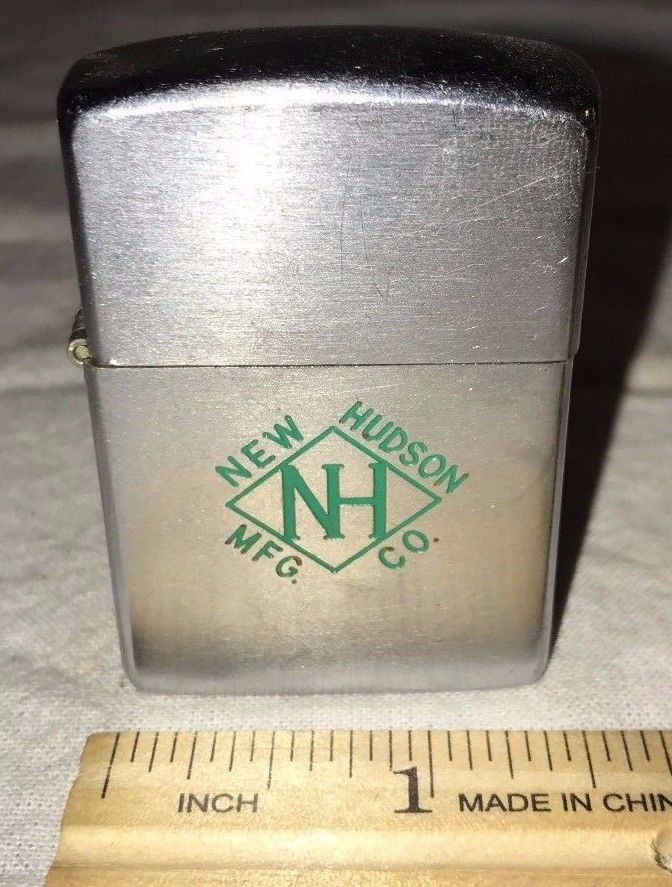 NEW HUDSON
NH
MFG. CO.
INCH 1 MADE IN CHIN